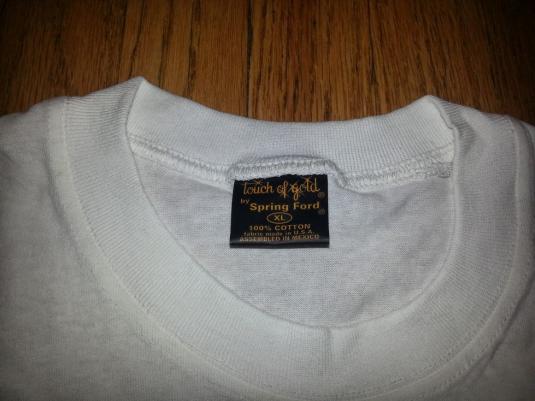 touch of gold ®
by
Spring Ford ®
XL
100% COTTON
fabric made in U.S.A.
ASSEMBLED IN MEXICO